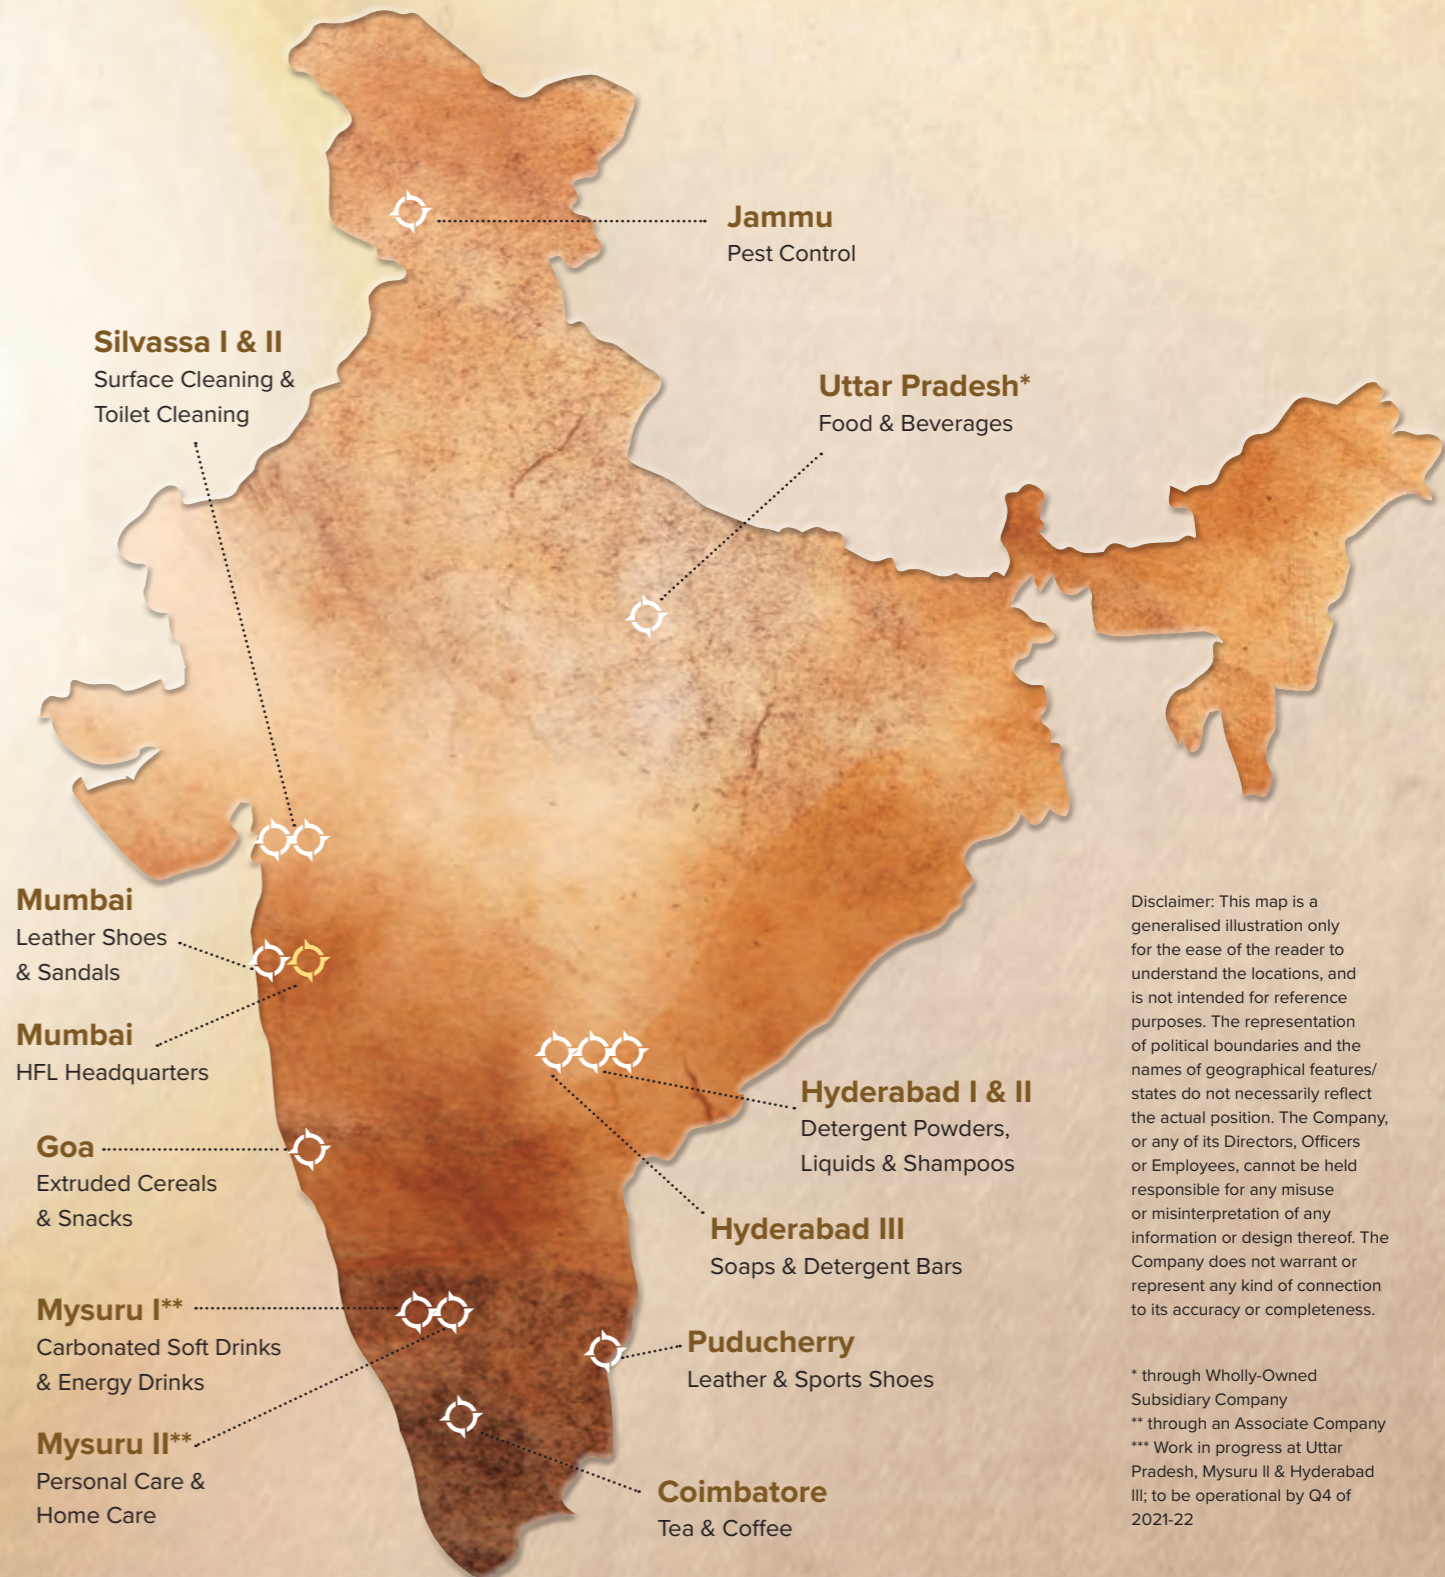 Jammu
Pest Control
Silvassa I & II
Surface Cleaning &
Toilet Cleaning
Uttar Pradesh*
Food & Beverages
Mumbai
Leather Shoes
& Sandals
Mumbai
HFL Headquarters
Goa
Extruded Cereals
& Snacks
Mysuru I**
Carbonated Soft Drinks
& Energy Drinks
Mysuru II**
Personal Care &
Home Care
Hyderabad I & II
Detergent Powders,
Liquids & Shampoos
Hyderabad III
Soaps & Detergent Bars
Puducherry
Leather & Sports Shoes
Coimbatore
Tea & Coffee
Disclaimer: This map is a
generalised illustration only
for the ease of the reader to
understand the locations, and
is not intended for reference
purposes. The representation
of political boundaries and the
names of geographical features/
states do not necessarily reflect
the actual position. The Company,
or any of its Directors, Officers
or Employees, cannot be held
responsible for any misuse
or misinterpretation of any
information or design thereof. The
Company does not warrant or
represent any kind of connection
to its accuracy or completeness.
* through Wholly-Owned
Subsidiary Company
** through an Associate Company
*** Work in progress at Uttar
Pradesh, Mysuru II & Hyderabad
III; to be operational by Q4 of
2021-22